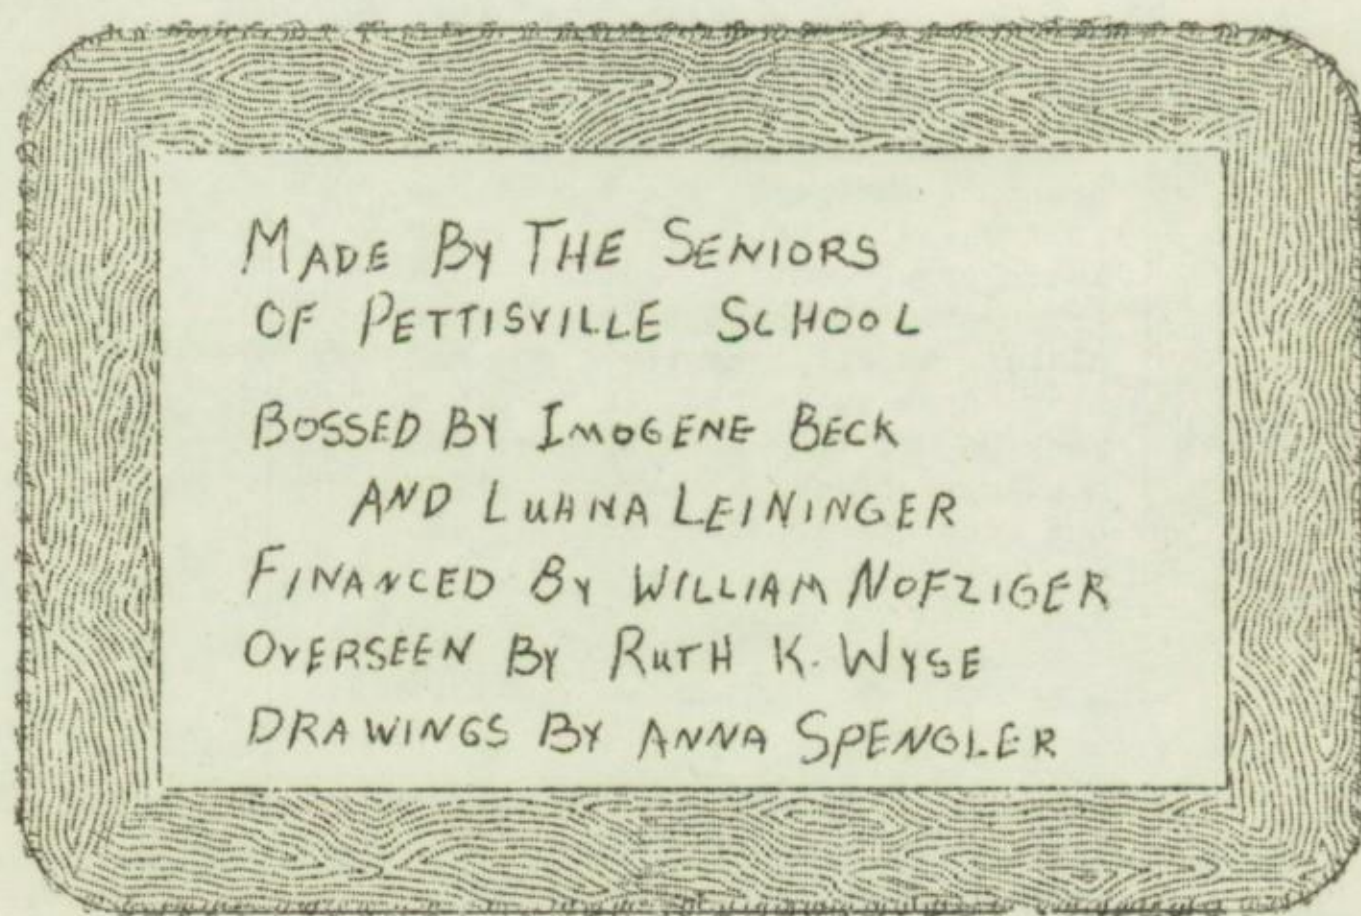 MADE BY THE SENIORS
OF PETTISVILLE SCHOOL
BOSSED BY IMOGENE BECK
AND LUANNA LEININGER
FINANCED BY WILLIAM NOFZIGER
OVERSEEN BY RUTH K. WYSE
DRAWINGS BY ANNA SPENGLER